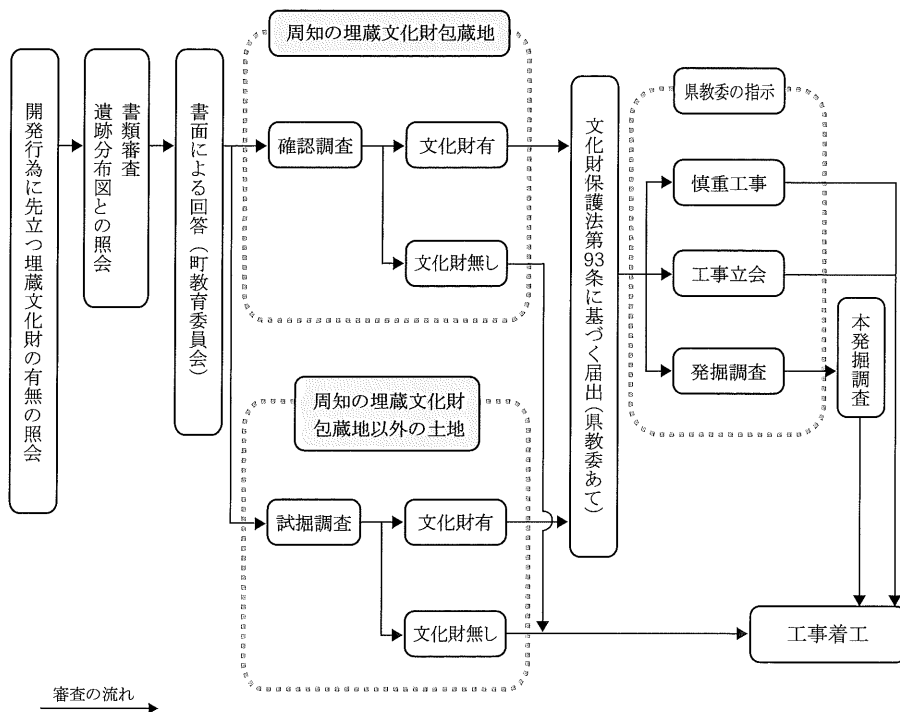 開発行為に先立つ埋蔵文化財の有無の照会
書類審査
遺跡分布図との照会
書面による回答（町教育委員会）
周知の埋蔵文化財包蔵地
確認調査
文化財有
文化財無し
周知の埋蔵文化財
包蔵地以外の土地
試掘調査
文化財有
文化財無し
文化財保護法第93条に基づく届出（県教委あて）
県教委の指示
慎重工事
工事立会
発掘調査
本発掘調査
工事着工
審査の流れ